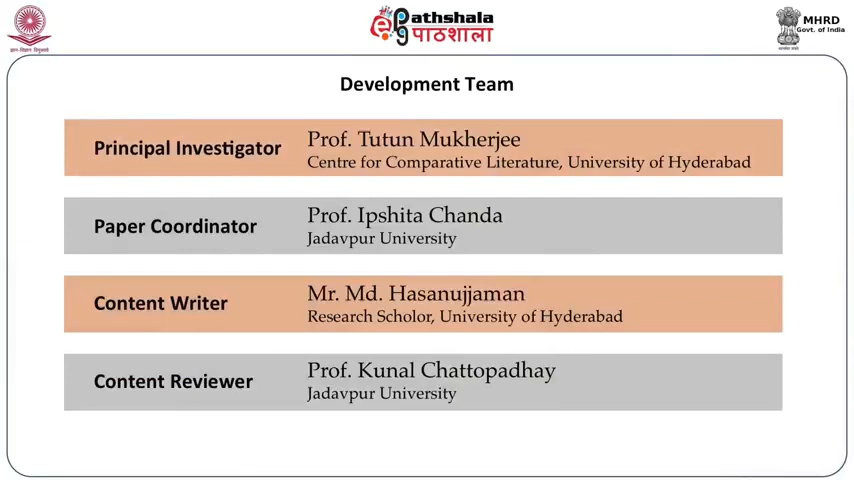 ज्ञान-विज्ञान विमुक्तये
ePathshala
पाठशाला
MHRD
Govt. of India
Development Team
Principal Investigator
Prof. Tutun Mukherjee
Centre for Comparative Literature, University of Hyderabad
Paper Coordinator
Prof. Ipshita Chanda
Jadavpur University
Content Writer
Mr. Md. Hasanujjaman
Research Scholor, University of Hyderabad
Content Reviewer
Prof. Kunal Chattopadhay
Jadavpur University